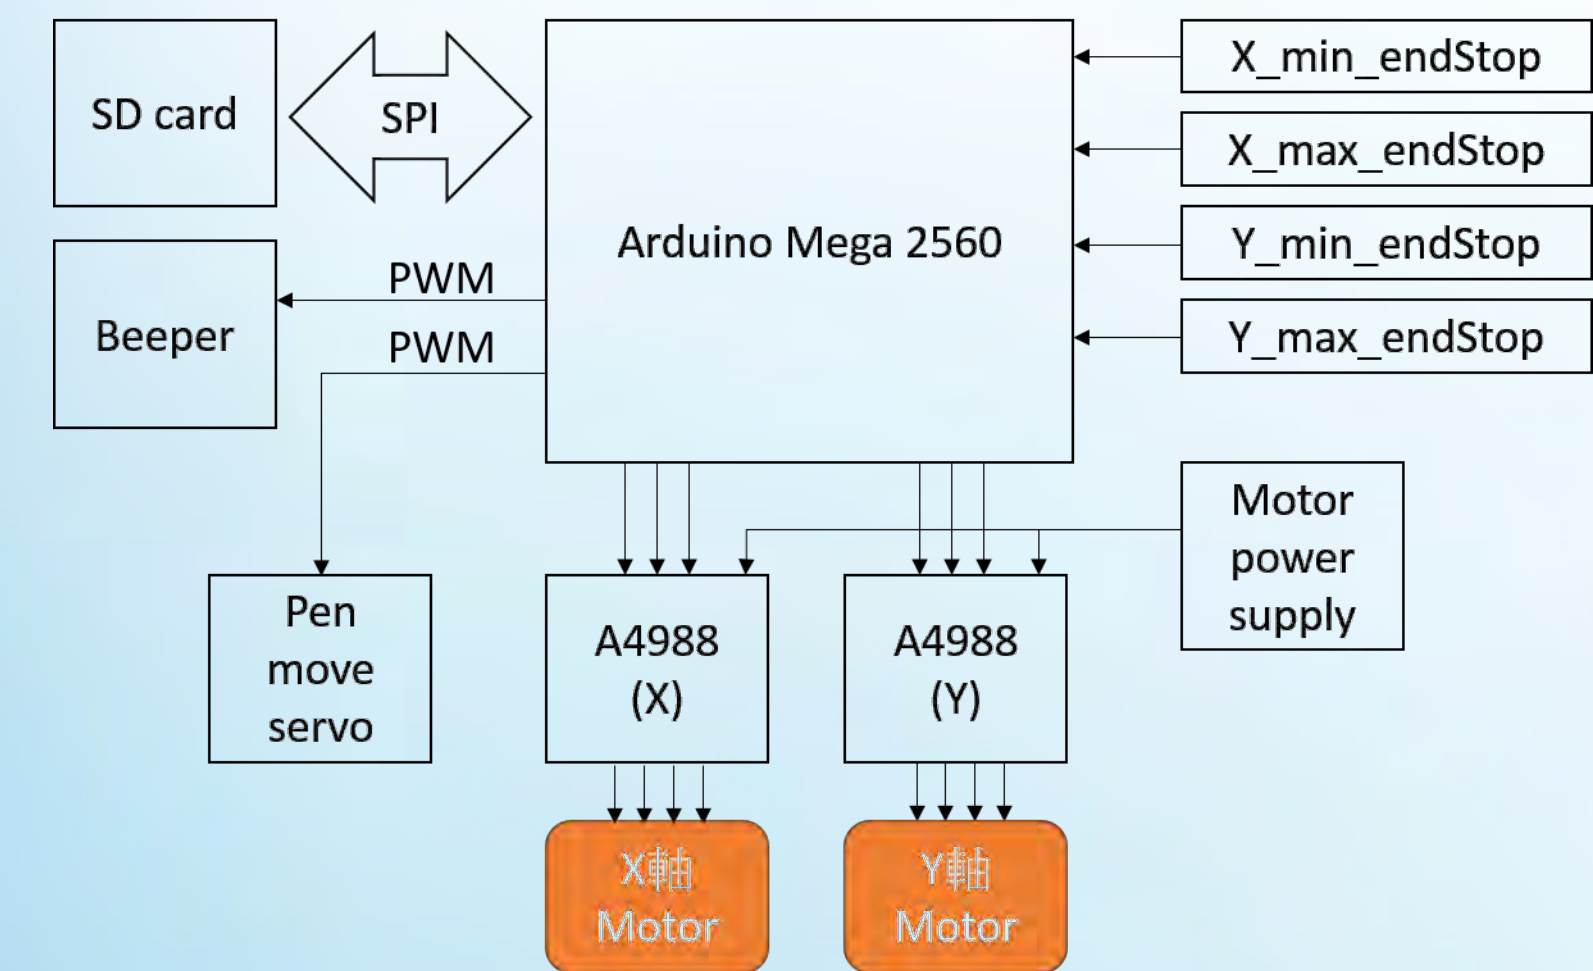 SD card
SPI
Arduino Mega 2560
X_min_endStop
X_max_endStop
Y_min_endStop
Y_max_endStop
Beeper
PWM
PWM
Motor
power
supply
Pen
move
servo
A4988
(X)
A4988
(Y)
X軸
Motor
Y軸
Motor